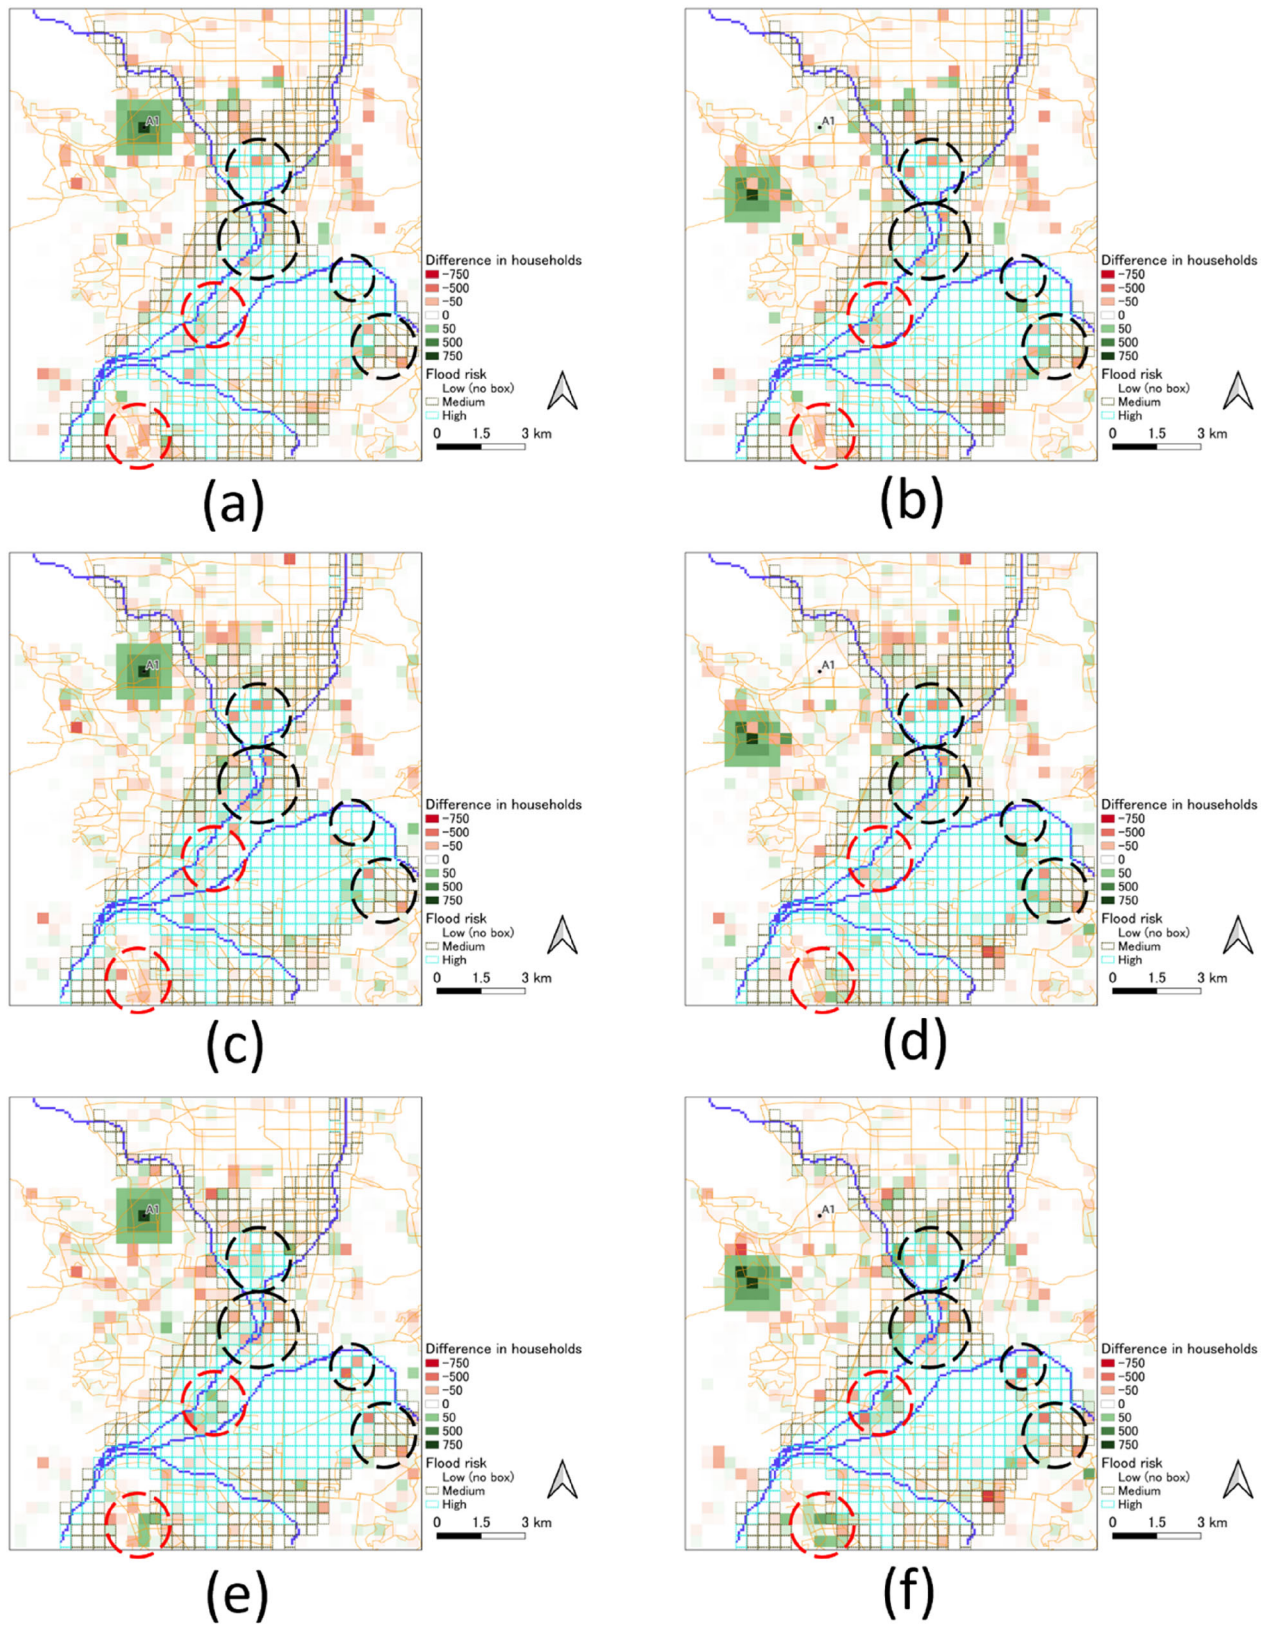 A1
Difference in households
-750
-500
-50
0
50
500
750
Flood risk
Low (no box)
Medium
High
0 1.5 3 km
(a)
A1
Difference in households
-750
-500
-50
0
50
500
750
Flood risk
Low (no box)
Medium
High
0 1.5 3 km
(b)
A1
Difference in households
-750
-500
-50
0
50
500
750
Flood risk
Low (no box)
Medium
High
0 1.5 3 km
(c)
A1
Difference in households
-750
-500
-50
0
50
500
750
Flood risk
Low (no box)
Medium
High
0 1.5 3 km
(d)
A1
Difference in households
-750
-500
-50
0
50
500
750
Flood risk
Low (no box)
Medium
High
0 1.5 3 km
(e)
A1
Difference in households
-750
-500
-50
0
50
500
750
Flood risk
Low (no box)
Medium
High
0 1.5 3 km
(f)